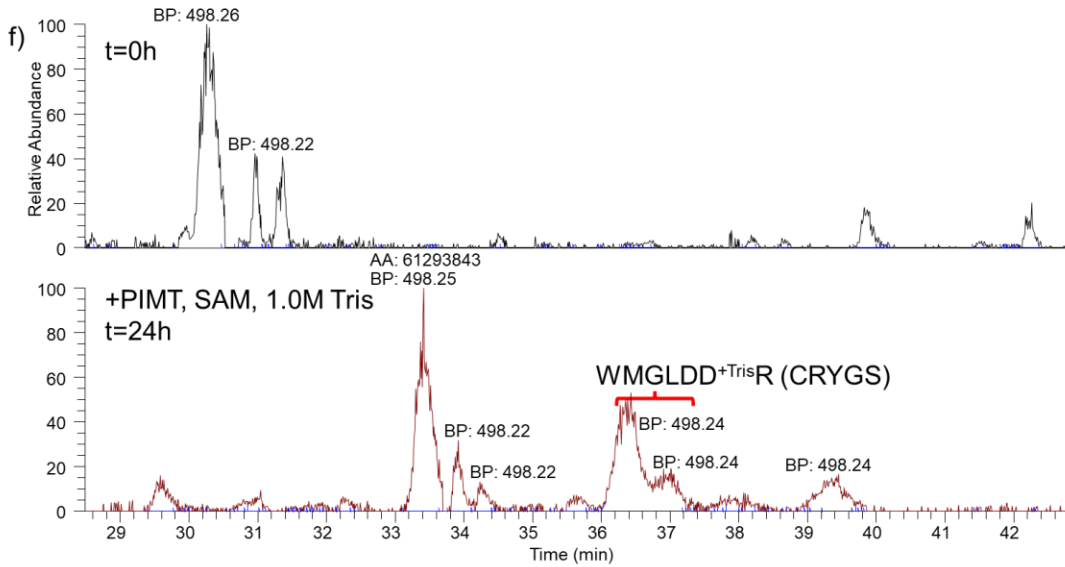 f)
BP: 498.26
t=0h
BP: 498.22
Relative Abundance
100
80
60
40
20
0
AA: 61293843
BP: 498.25
+PIMT, SAM, 1.0M Tris
t=24h
WMGLDD+TrisR (CRYGS)
BP: 498.24
BP: 498.22
BP: 498.22
BP: 498.24
BP: 498.24
100
80
60
40
20
0
29 30 31 32 33 34 35 36 37 38 39 40 41 42
Time (min)